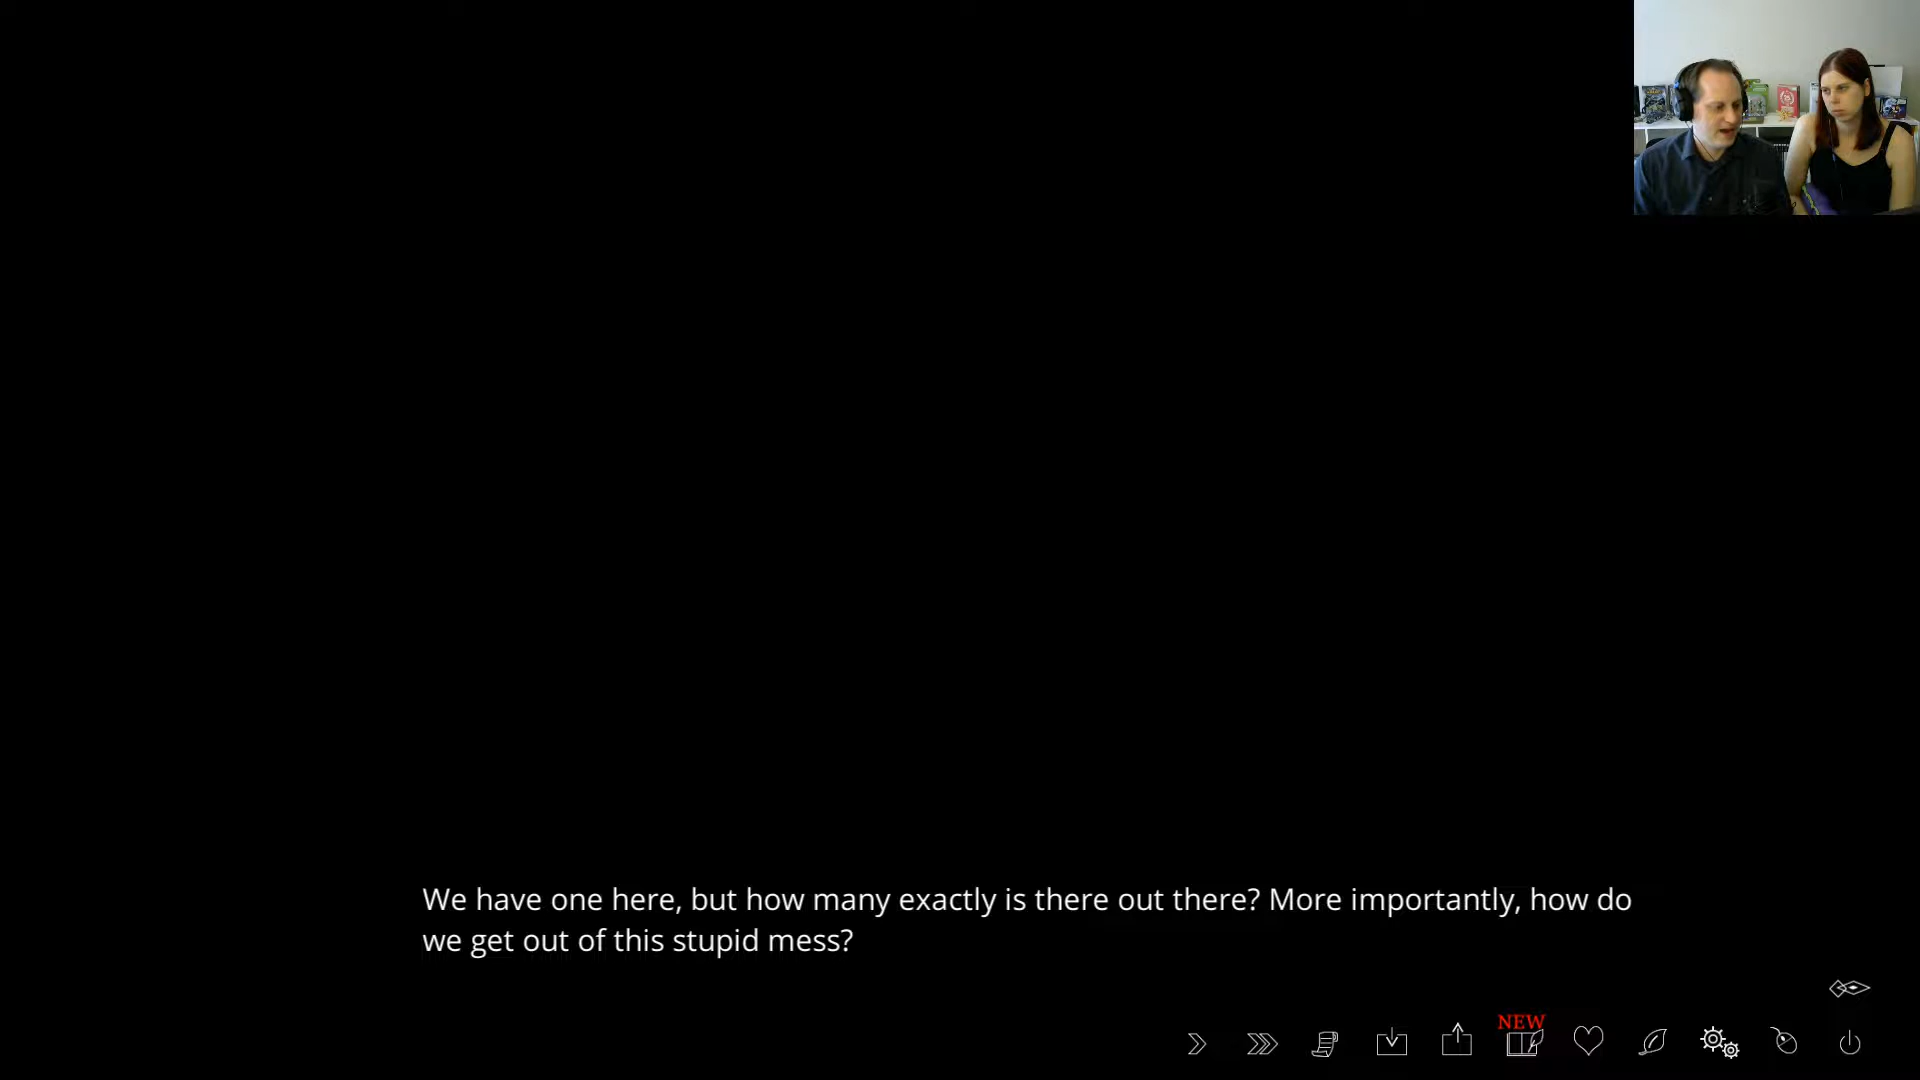 We have one here, but how many exactly is there out there? More importantly, how do
we get out of this stupid mess?
NEW